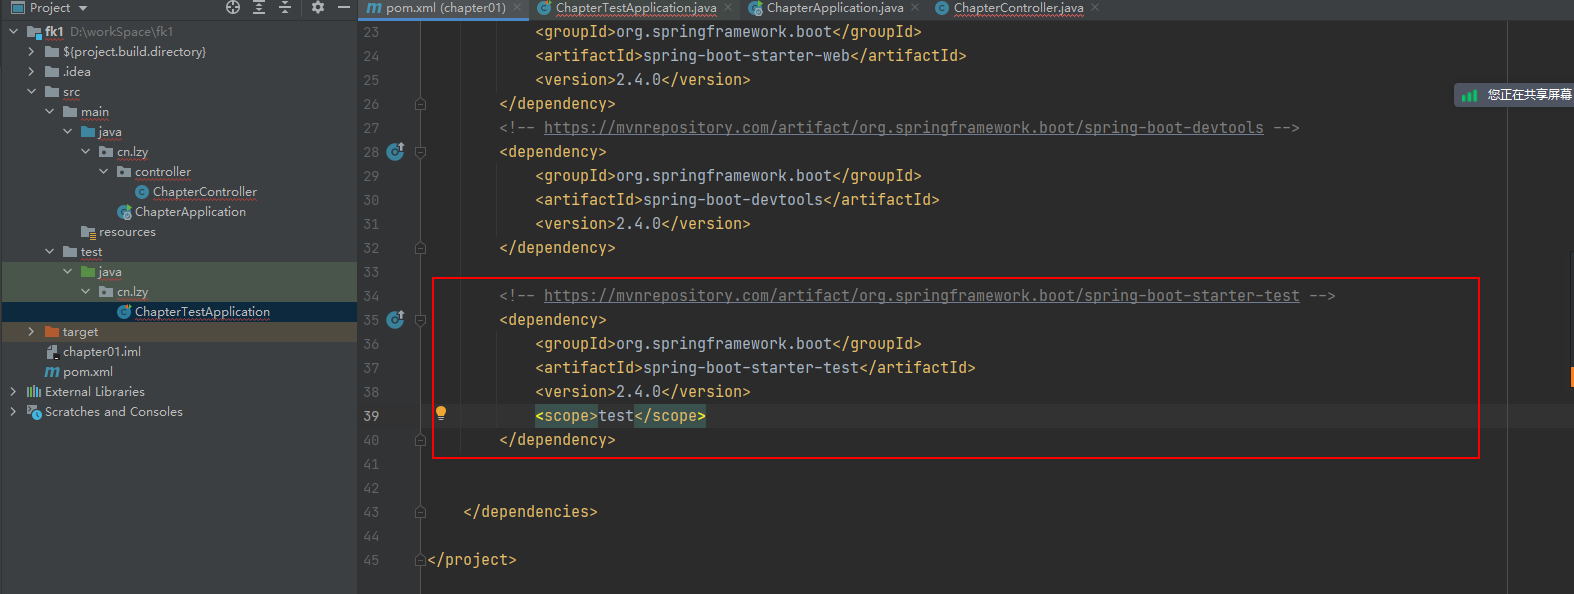 Project
pom.xml (chapter01)
ChapterTestApplication.java
ChapterApplication.java
ChapterController.java
fk1 D:\workSpace\fk1
${project.build.directory}
.idea
src
main
java
cn.lzy
controller
ChapterController
ChapterApplication
resources
test
java
cn.lzy
ChapterTestApplication
target
chapter01.iml
pom.xml
External Libraries
Scratches and Consoles
23 <groupId>org.springframework.boot</groupId>
24 <artifactId>spring-boot-starter-web</artifactId>
25 <version>2.4.0</version>
26 </dependency>
27 <!-- https://mvnrepository.com/artifact/org.springframework.boot/spring-boot-devtools -->
28 <dependency>
29 <groupId>org.springframework.boot</groupId>
30 <artifactId>spring-boot-devtools</artifactId>
31 <version>2.4.0</version>
32 </dependency>
33
34 <!-- https://mvnrepository.com/artifact/org.springframework.boot/spring-boot-starter-test -->
35 <dependency>
36 <groupId>org.springframework.boot</groupId>
37 <artifactId>spring-boot-starter-test</artifactId>
38 <version>2.4.0</version>
39 <scope>test</scope>
40 </dependency>
41
42
43 </dependencies>
44
45 </project>
您正在共享屏幕